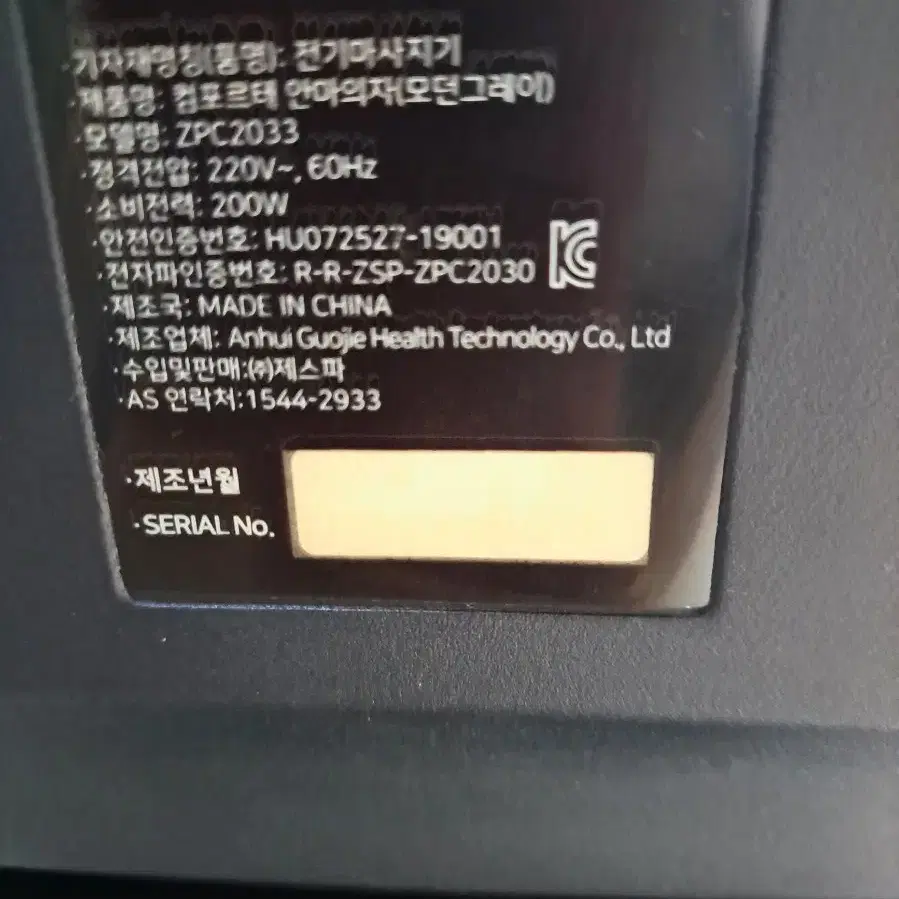 ·기자재명칭(통명): 전기마사지기
·제품명: 컴포르테 안마의자(모던그레이)
·모델명: ZPC2033
·정격전압: 220V~, 60Hz
·소비전력: 200W
·안전인증번호: HU072527-19001
·전자파인증번호: R-R-ZSP-ZPC2030
·제조국: MADE IN CHINA
·제조업체: Anhui Guojie Health Technology Co., Ltd
·수입및판매:㈜제스파
·AS 연락처:1544-2933
·제조년월
·SERIAL No.